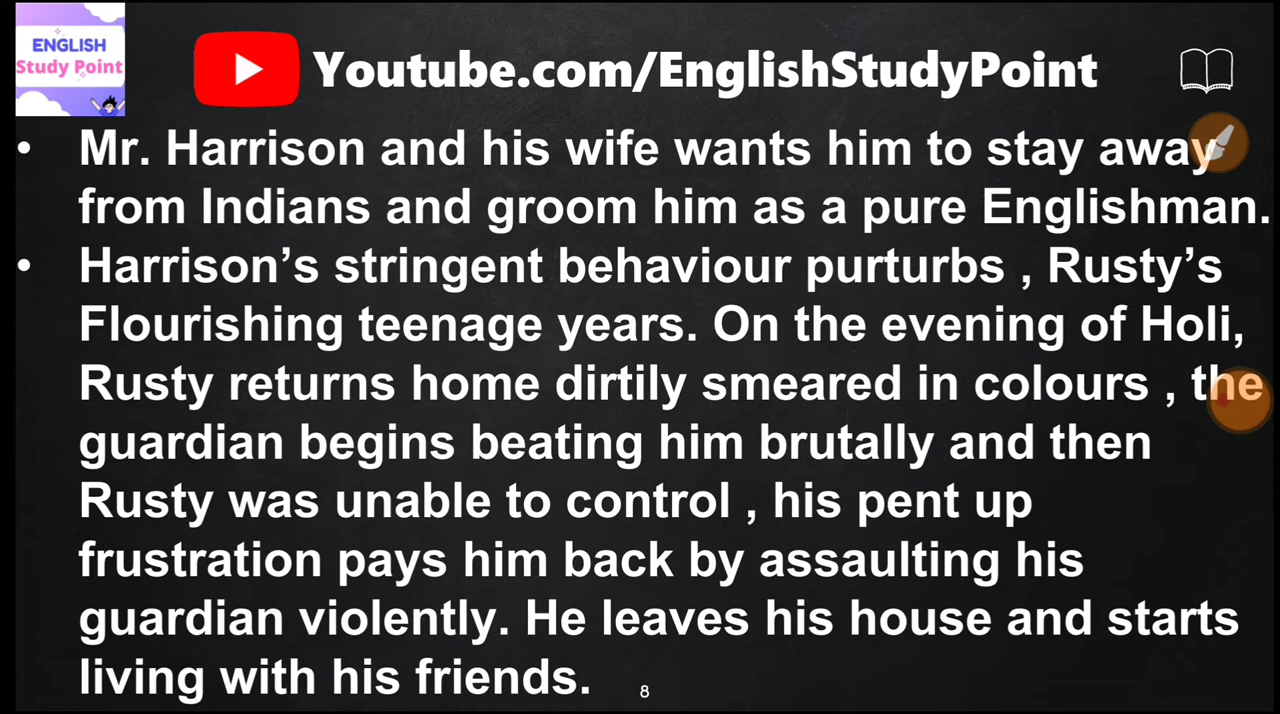 ENGLISH
Study Point
Youtube.com/EnglishStudyPoint
• Mr. Harrison and his wife wants him to stay away
from Indians and groom him as a pure Englishman.
• Harrison’s stringent behaviour purturbs , Rusty’s
Flourishing teenage years. On the evening of Holi,
Rusty returns home dirtily smeared in colours , the
guardian begins beating him brutally and then
Rusty was unable to control , his pent up
frustration pays him back by assaulting his
guardian violently. He leaves his house and starts
living with his friends.
8